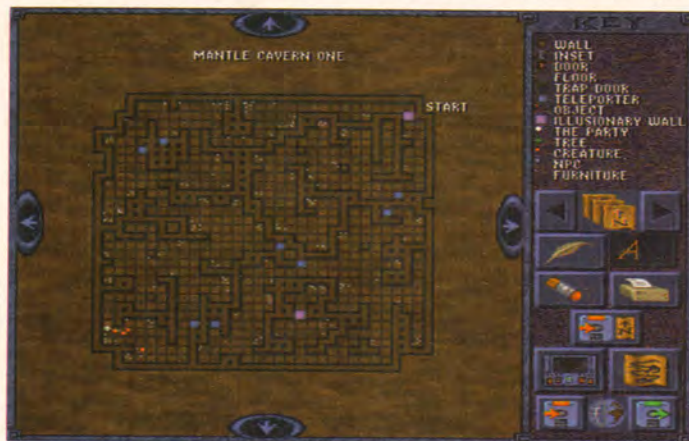 MANTLE CAVERN ONE
START
KEY
WALL
INSET
DOOR
FLOOR
TRAP DOOR
TELEPORTER
OBJECT
ILLUSIONARY WALL
THE PARTY
TREE
CREATURE
NPC
FURNITURE